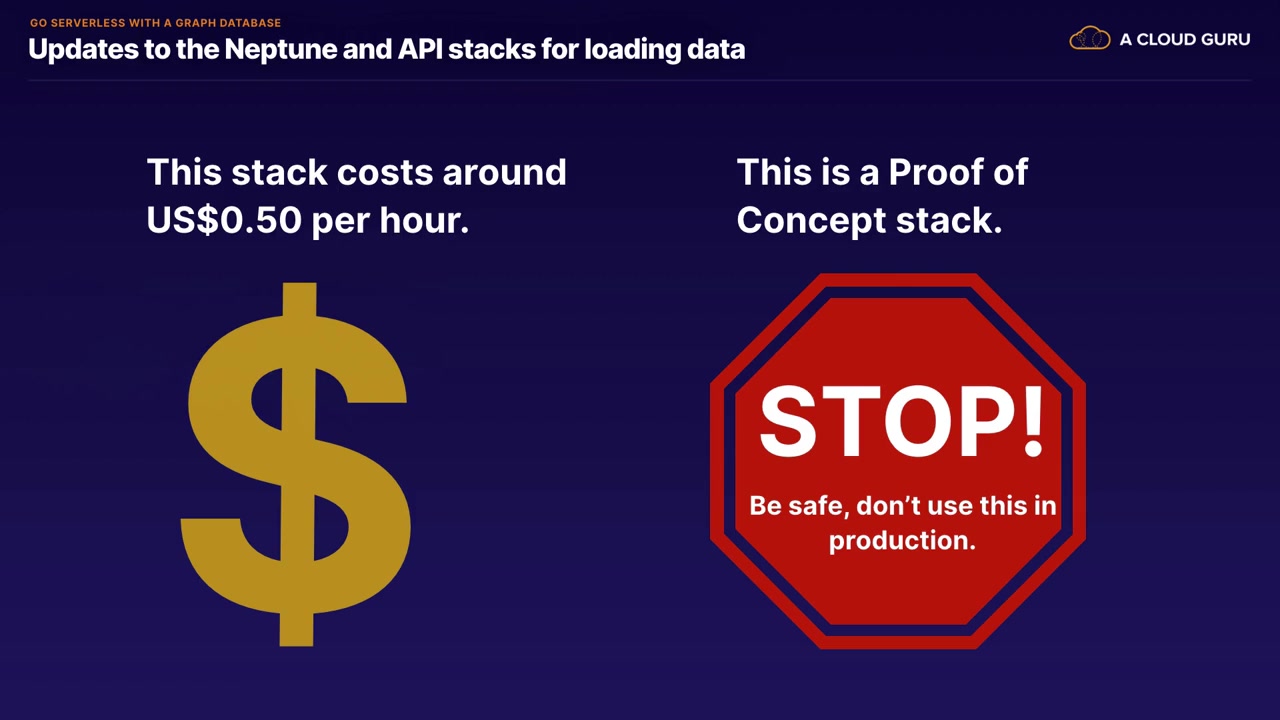 GO SERVERLESS WITH A GRAPH DATABASE
Updates to the Neptune and API stacks for loading data
A CLOUD GURU
This stack costs around
US$0.50 per hour.
This is a Proof of
Concept stack.
$
STOP!
Be safe, don’t use this in
production.